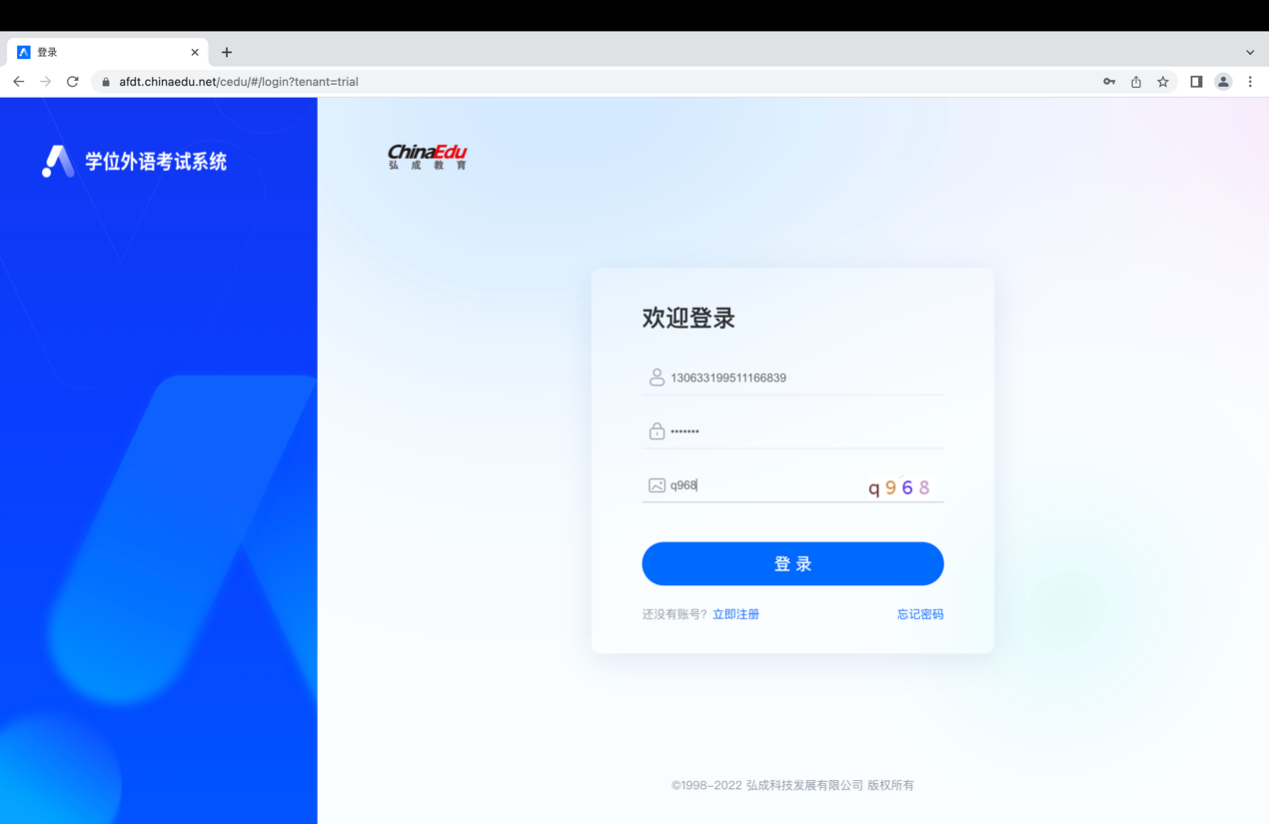 登录
afdt.chinaedu.net/cedu/#/login?tenant=trial
学位外语考试系统
ChinaEdu
弘成教育
欢迎登录
130633199511166839
•••••••
q968 q968
登录
还没有账号? 立即注册 忘记密码
©1998-2022 弘成科技发展有限公司 版权所有